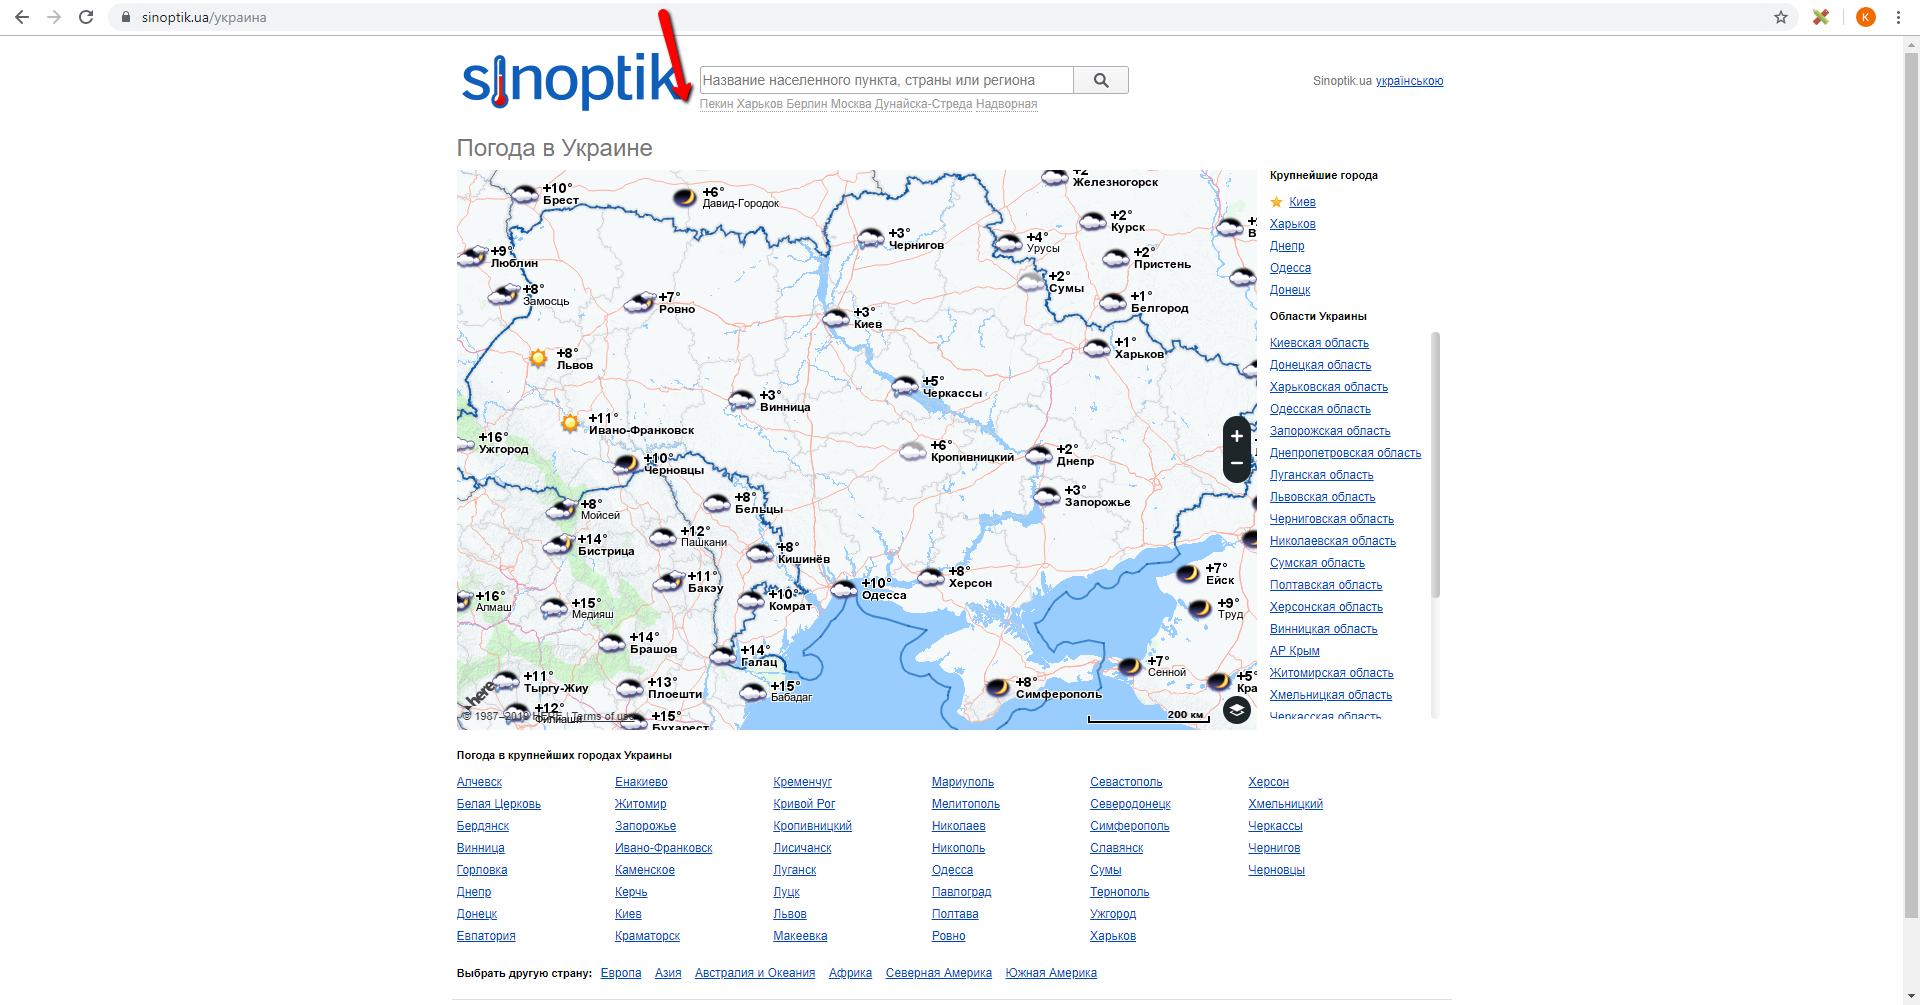 sinoptik.ua/украина
K
sinoptik
Название населенного пункта, страны или региона
Sinoptik.ua українською
Пекин Харьков Берлин Москва Дунайска-Стреда Надворная
Погода в Украине
+10°
Брест
+6°
Давид-Городок
+2°
Железногорск
+3°
Чернигов
+2°
Курск
+4°
Урусы
+9°
Люблин
+2°
Пристень
+8°
Замосць
+2°
Сумы
+7°
Ровно
+1°
Белгород
+3°
Киев
+8°
Львов
+1°
Харьков
+5°
Черкассы
+3°
Винница
+11°
Ивано-Франковск
+16°
Ужгород
+6°
Кропивницкий
+2°
Днепр
+10°
Черновцы
+8°
Мойсей
+8°
Бельцы
+3°
Запорожье
+14°
Бистрица
+12°
Пашкани
+8°
Кишинёв
+11°
Бакэу
+10°
Одесса
+8°
Херсон
+7°
Ейск
+16°
Алмаш
+15°
Медияш
+10°
Комрат
+9°
Труд
+14°
Брашов
+14°
Галац
+7°
Сенной
+11°
Тыргу-Жиу
+13°
Плоешти
+15°
Бабадаг
+8°
Симферополь
+5°
Кра
+12°
Филиаши
+15°
Бухарест
here
© 1987–2019 HERE | Terms of use
200 км
+
−
Крупнейшие города
Киев
Харьков
Днепр
Одесса
Донецк
Области Украины
Киевская область
Донецкая область
Харьковская область
Одесская область
Запорожская область
Днепропетровская область
Луганская область
Львовская область
Черниговская область
Николаевская область
Сумская область
Полтавская область
Херсонская область
Винницкая область
АР Крым
Житомирская область
Хмельницкая область
Черкасская область
Погода в крупнейших городах Украины
Алчевск Енакиево Кременчуг Мариуполь Севастополь Херсон
Белая Церковь Житомир Кривой Рог Мелитополь Северодонецк Хмельницкий
Бердянск Запорожье Кропивницкий Николаев Симферополь Черкассы
Винница Ивано-Франковск Лисичанск Никополь Славянск Чернигов
Горловка Каменское Луганск Одесса Сумы Черновцы
Днепр Керчь Луцк Павлоград Тернополь
Донецк Киев Львов Полтава Ужгород
Евпатория Краматорск Макеевка Ровно Харьков
Выбрать другую страну: Европа Азия Австралия и Океания Африка Северная Америка Южная Америка